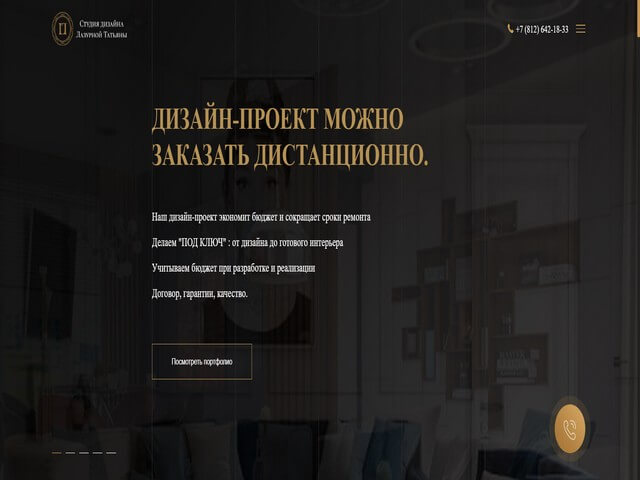 Студия дизайна
Лазурной Татьяны
+7 (812) 642-18-33
ДИЗАЙН-ПРОЕКТ МОЖНО
ЗАКАЗАТЬ ДИСТАНЦИОННО.
Наш дизайн-проект экономит бюджет и сокращает сроки ремонта
Делаем "ПОД КЛЮЧ" : от дизайна до готового интерьера
Учитываем бюджет при разработке и реализации
Договор, гарантии, качество.
Посмотреть портфолио